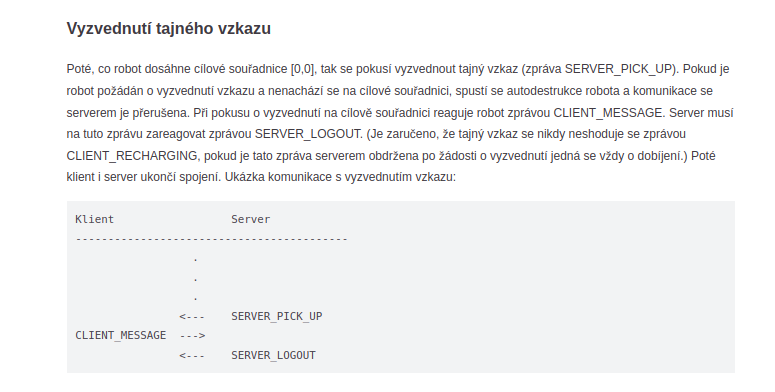 Vyzvednutí tajného vzkazu
Poté, co robot dosáhne cílové souřadnice [0,0], tak se pokusí vyzvednout tajný vzkaz (zpráva SERVER_PICK_UP). Pokud je
robot požádán o vyzvednutí vzkazu a nenachází se na cílové souřadnici, spustí se autodestrukce robota a komunikace se
serverem je přerušena. Při pokusu o vyzvednutí na cílově souřadnici reaguje robot zprávou CLIENT_MESSAGE. Server musí
na tuto zprávu zareagovat zprávou SERVER_LOGOUT. (Je zaručeno, že tajný vzkaz se nikdy neshoduje se zprávou
CLIENT_RECHARGING, pokud je tato zpráva serverem obdržena po žádosti o vyzvednutí jedná se vždy o dobíjení.) Poté
klient i server ukončí spojení. Ukázka komunikace s vyzvednutím vzkazu:
Klient                  Server
------------------------------------------
                  .
                  .
                  .
                <---    SERVER_PICK_UP
CLIENT_MESSAGE  --->
                <---    SERVER_LOGOUT